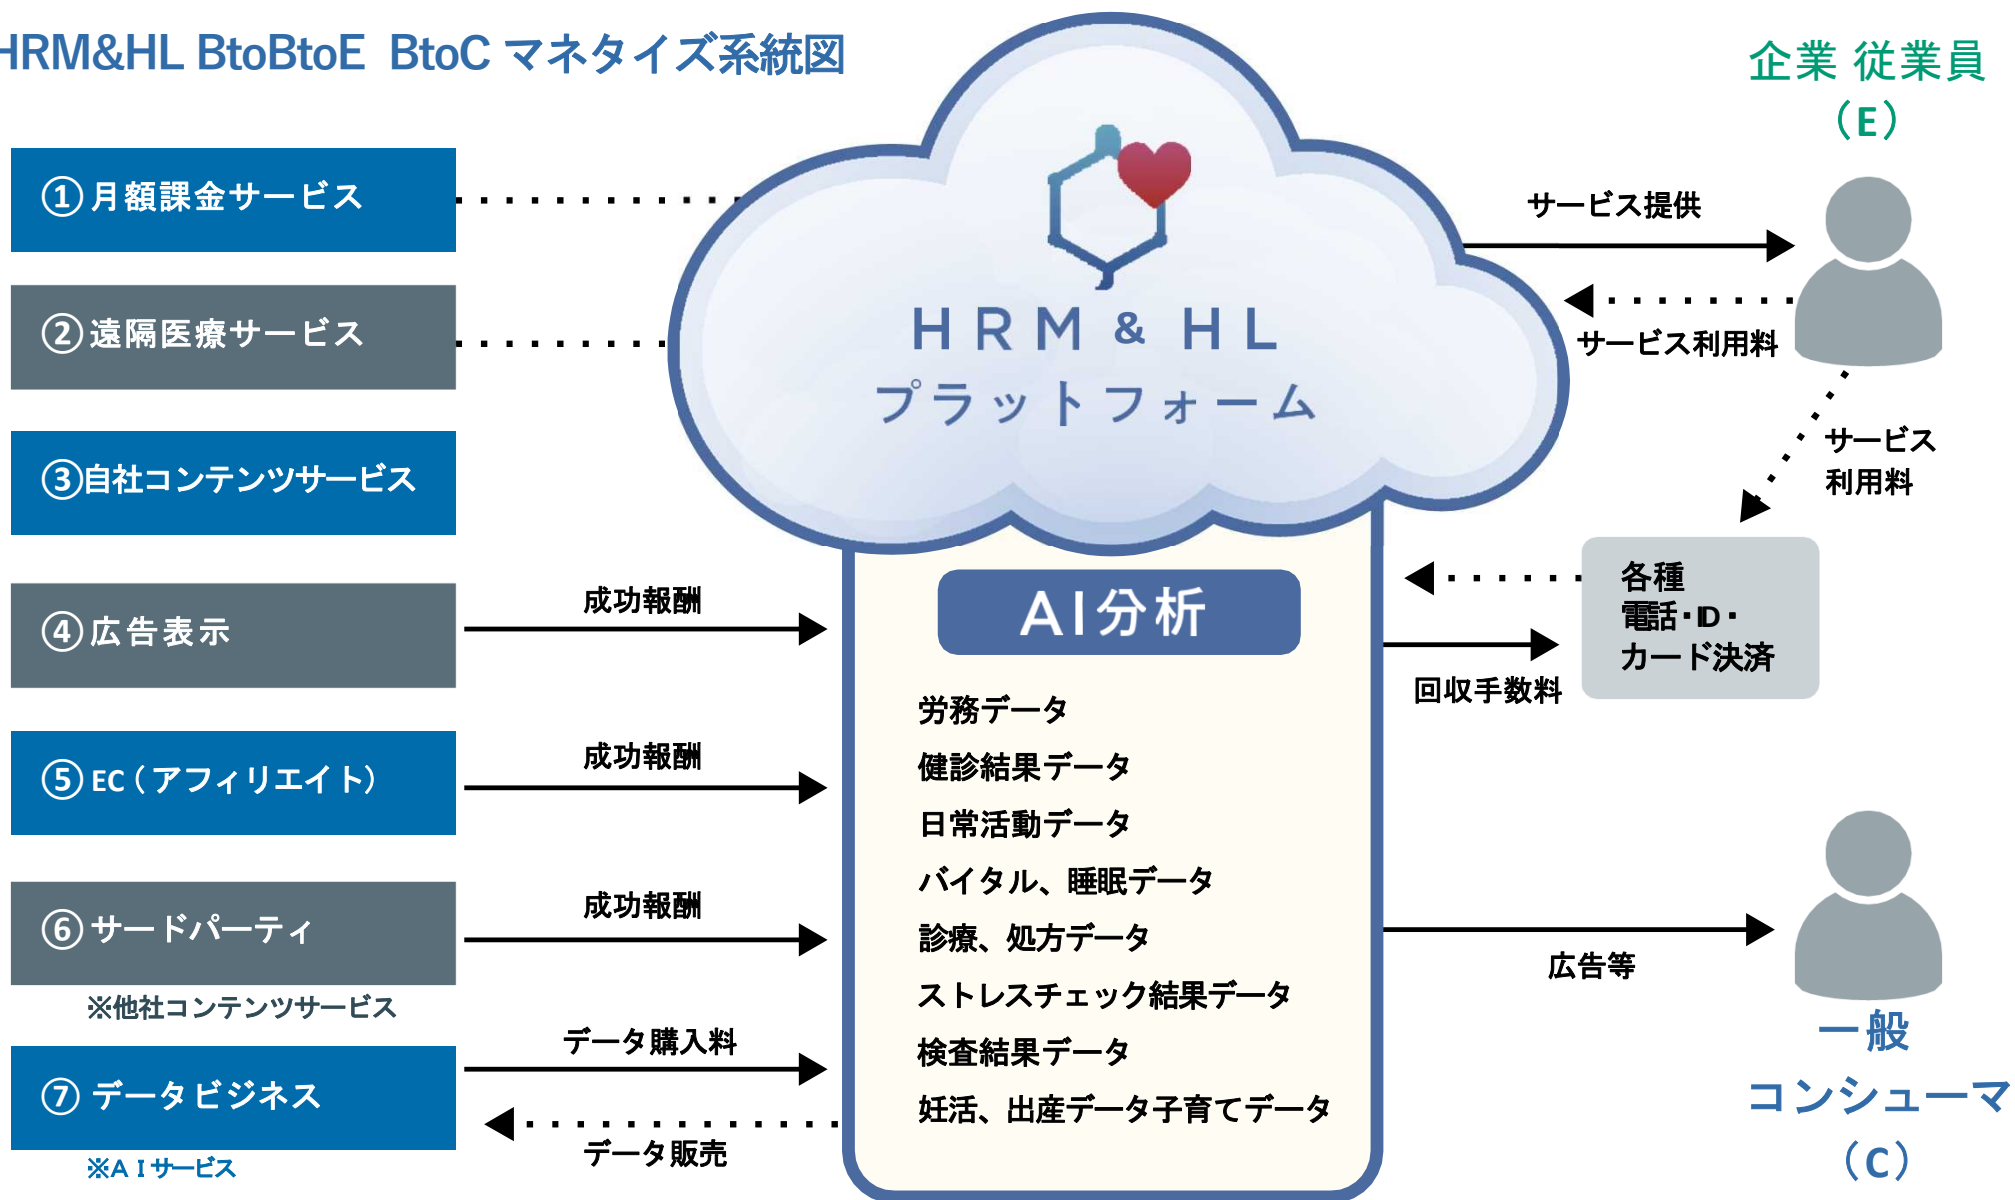 HRM&HL BtoBtoE BtoC マネタイズ系統図
①月額課金サービス
②遠隔医療サービス
③自社コンテンツサービス
④広告表示
⑤EC（アフィリエイト）
⑥サードパーティ
※他社コンテンツサービス
⑦データビジネス
※ＡＩサービス
成功報酬
成功報酬
成功報酬
データ購入料
データ販売
HRM & HL
プラットフォーム
AI分析
労務データ
健診結果データ
日常活動データ
バイタル、睡眠データ
診療、処方データ
ストレスチェック結果データ
検査結果データ
妊活、出産データ子育てデータ
企業 従業員
（E）
サービス提供
サービス利用料
サービス
利用料
各種
電話・ID・
カード決済
回収手数料
広告等
一般
コンシューマ
（C）